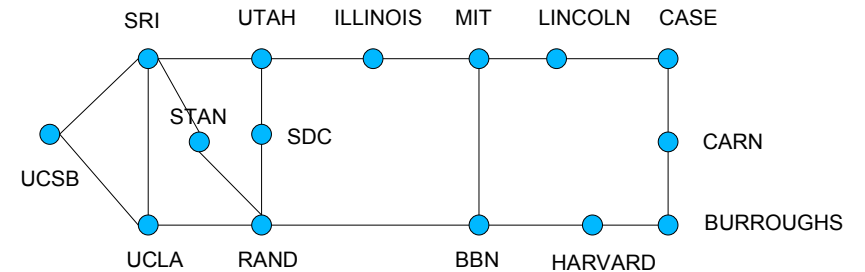 SRI
UTAH
ILLINOIS
MIT
LINCOLN
CASE
STAN
SDC
CARN
UCSB
BURROUGHS
UCLA
RAND
BBN
HARVARD